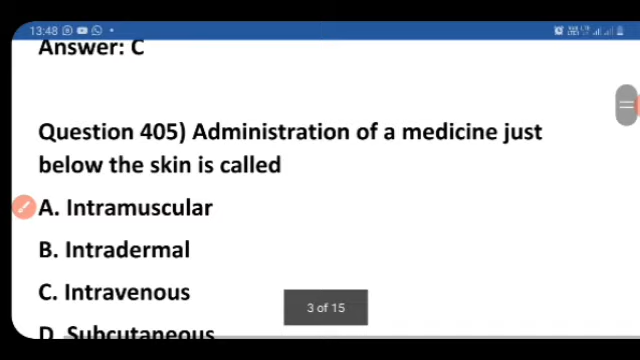 13:48
Answer: C
Question 405) Administration of a medicine just
below the skin is called
A. Intramuscular
B. Intradermal
C. Intravenous
3 of 15
D. Subcutaneous